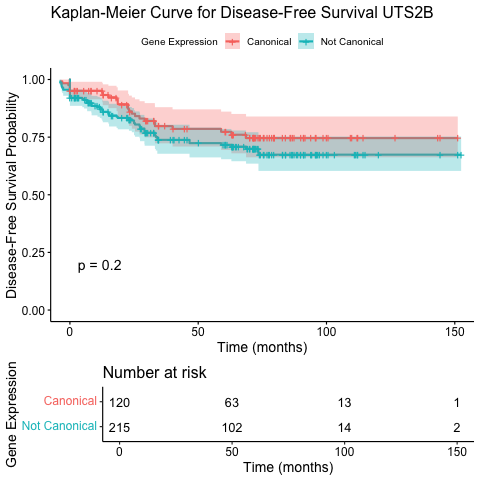 Kaplan-Meier Curve for Disease-Free Survival UTS2B
Gene Expression Canonical Not Canonical
Disease-Free Survival Probability
1.00
0.75
0.50
0.25
0.00
p = 0.2
0 50 100 150
Time (months)
Number at risk
Gene Expression
Canonical 120 63 13 1
Not Canonical 215 102 14 2
0 50 100 150
Time (months)